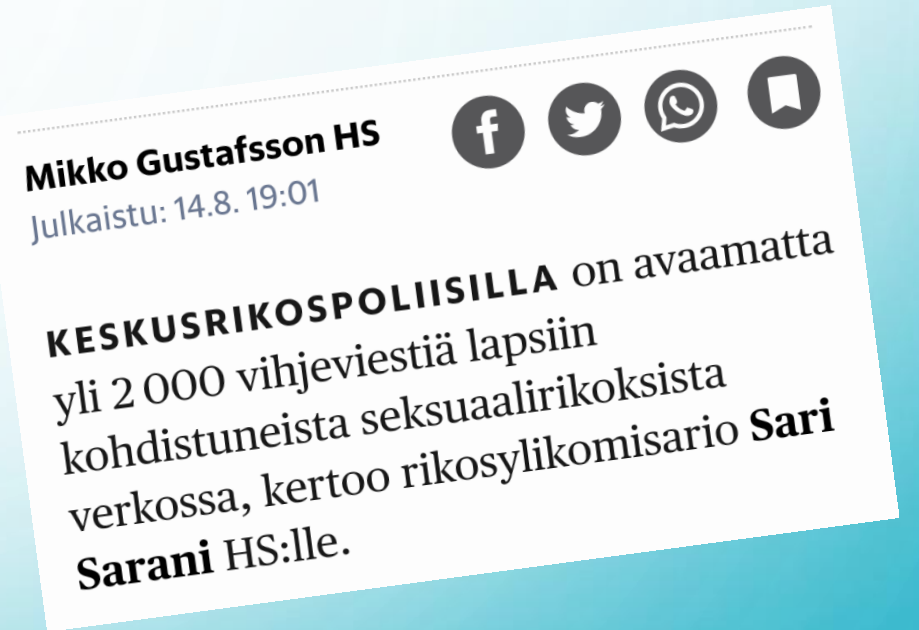 Mikko Gustafsson HS
Julkaistu: 14.8. 19:01
KESKUSRIKOSPOLIISILLA on avaamatta
yli 2 000 vihjeviestiä lapsiin
kohdistuneista seksuaalirikoksista
verkossa, kertoo rikosylikomisario Sari
Sarani HS:lle.